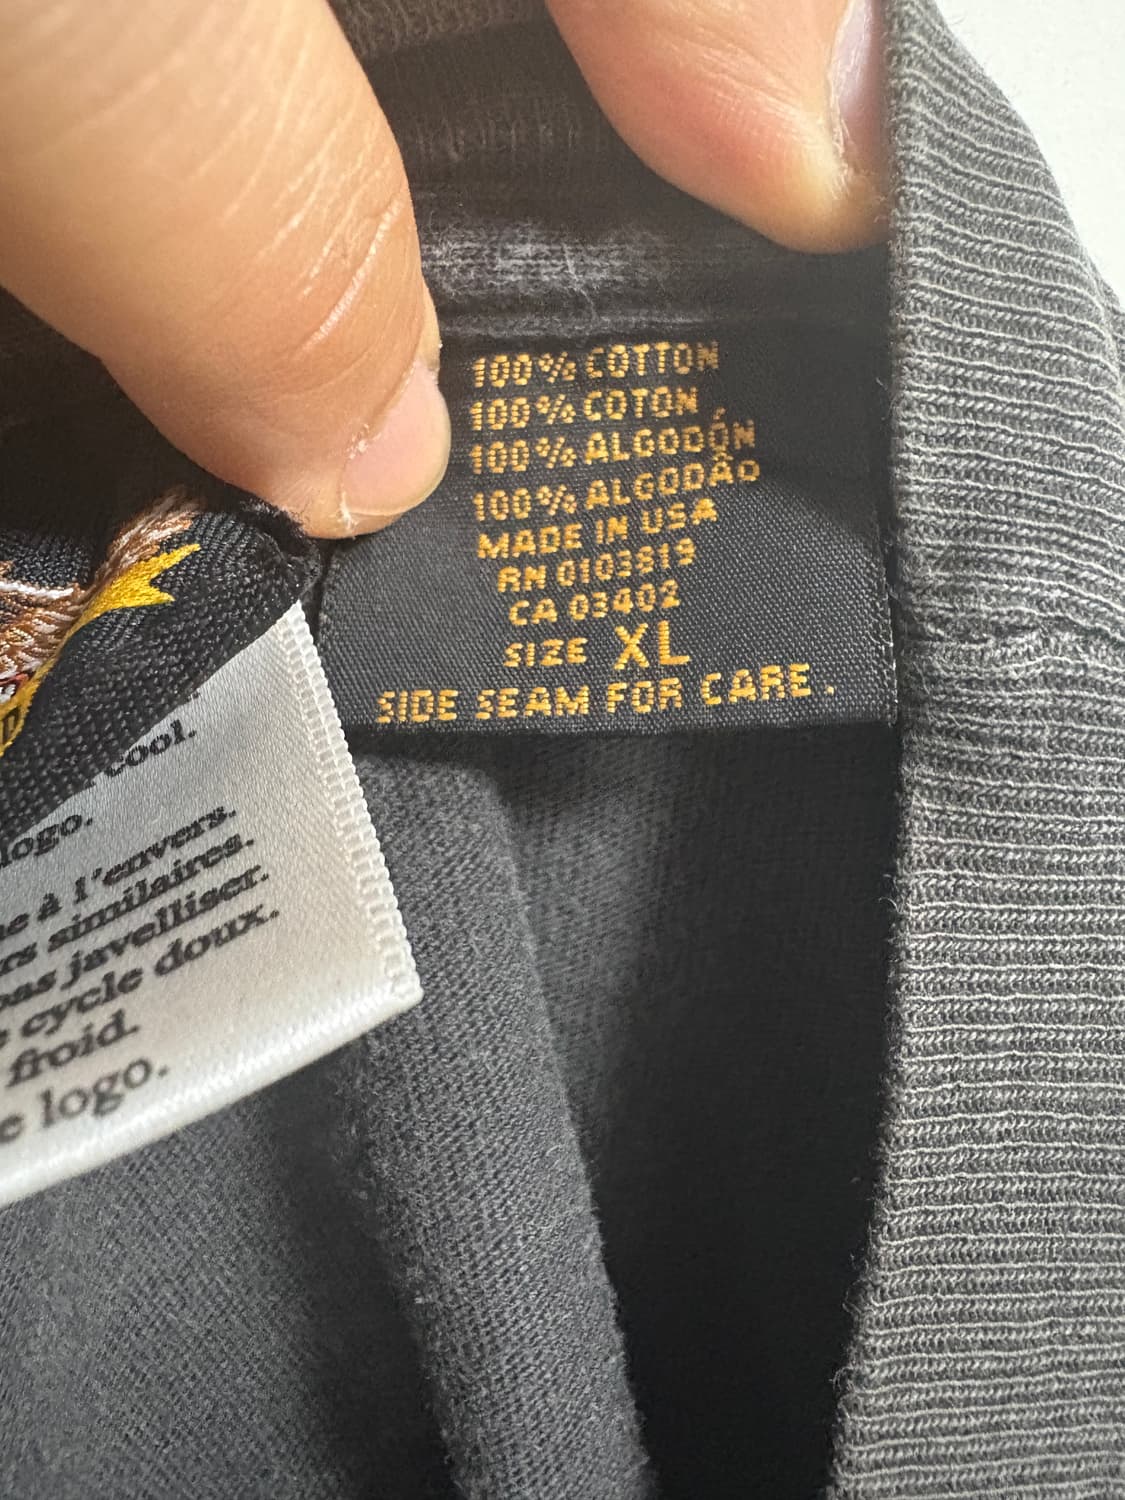 100% COTTON
100% COTON
100% ALGODÓN
100% ALGODÃO
MADE IN USA
RN 0103819
CA 03402
SIZE XL
SIDE SEAM FOR CARE.
cool.
logo.
à l'envers.
similaires.
pas javelliser.
cycle doux.
froid.
logo.